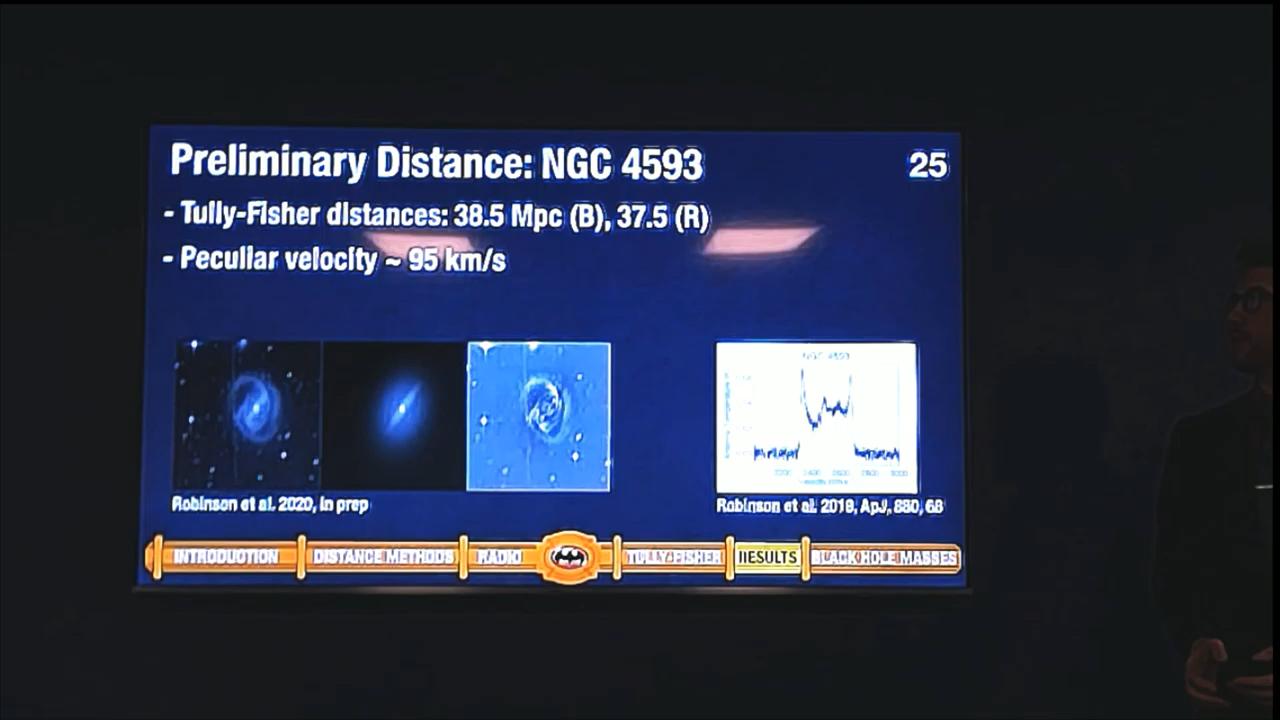 Preliminary Distance: NGC 4593
25
- Tully-Fisher distances: 38.5 Mpc (B), 37.5 (R)
- Peculiar velocity ~ 95 km/s
NGC 4593
Robinson et al. 2020, in prep
Robinson et al. 2019, ApJ, 880, 68
INTRODUCTION
DISTANCE METHODS
RADIO
TULLY-FISHER
RESULTS
BLACK HOLE MASSES